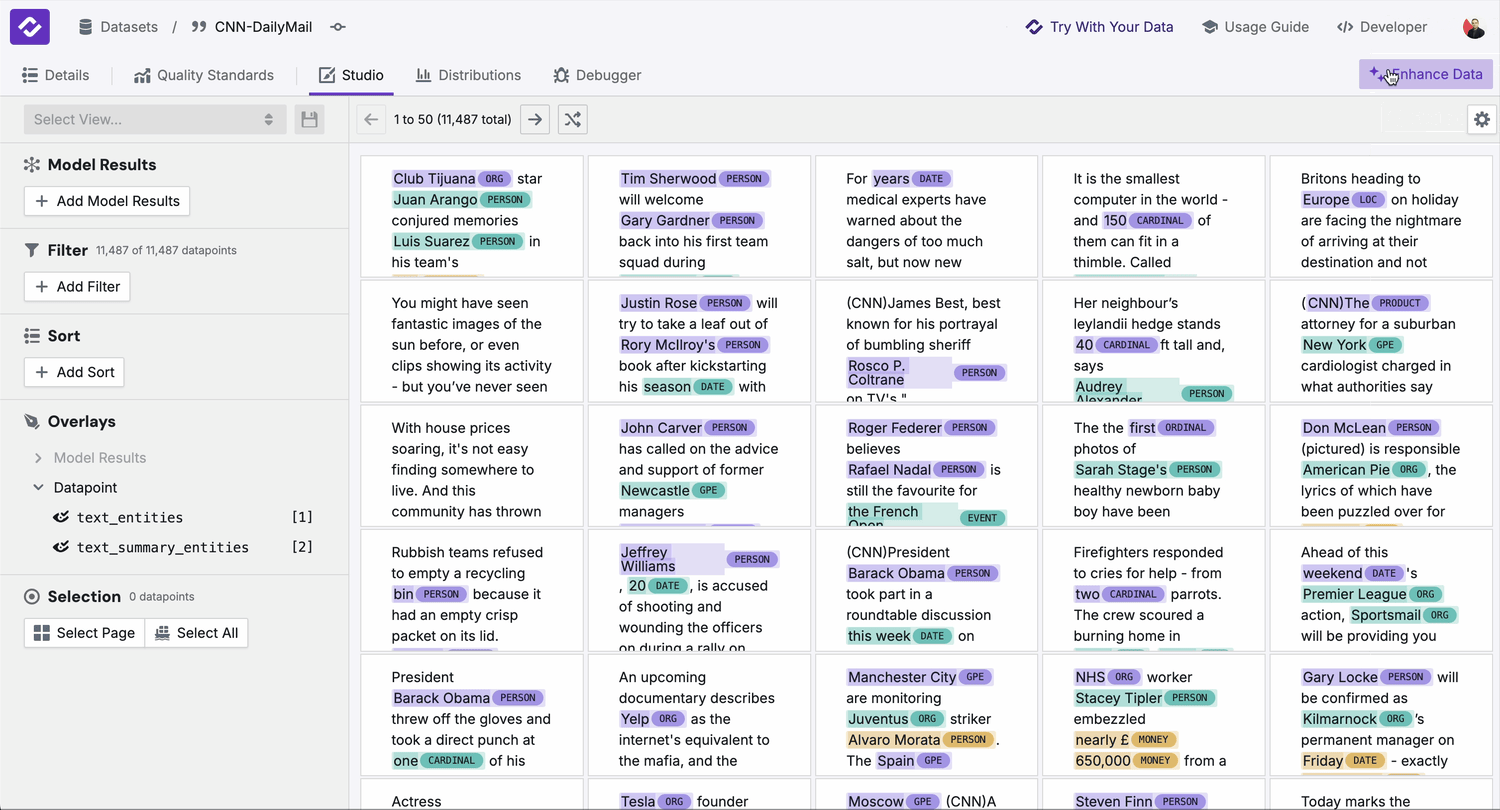 Datasets / CNN-DailyMail
Try With Your Data Usage Guide Developer
Details Quality Standards Studio Distributions Debugger
Enhance Data
Select View...
1 to 50 (11,487 total)
Model Results
Add Model Results
Filter 11,487 of 11,487 datapoints
Add Filter
Sort
Add Sort
Overlays
Model Results
Datapoint
text_entities [1]
text_summary_entities [2]
Selection 0 datapoints
Select Page Select All
Club Tijuana ORG star
Juan Arango PERSON
conjured memories
Luis Suarez PERSON in
his team's
Tim Sherwood PERSON
will welcome
Gary Gardner PERSON
back into his first team
squad during
For years DATE
medical experts have
warned about the
dangers of too much
salt, but now new
It is the smallest
computer in the world -
and 150 CARDINAL of
them can fit in a
thimble. Called
Britons heading to
Europe LOC on holiday
are facing the nightmare
of arriving at their
destination and not
You might have seen
fantastic images of the
sun before, or even
clips showing its activity
- but you've never seen
Justin Rose PERSON will
try to take a leaf out of
Rory McIlroy's PERSON
book after kickstarting
his season DATE with
(CNN)James Best, best
known for his portrayal
of bumbling sheriff
Rosco P.
Coltrane PERSON
on TV's "
Her neighbour's
leylandii hedge stands
40 CARDINAL ft tall and,
says
Audrey
Alexander PERSON
(CNN)The PRODUCT
attorney for a suburban
New York GPE
cardiologist charged in
what authorities say
With house prices
soaring, it's not easy
finding somewhere to
live. And this
community has thrown
John Carver PERSON
has called on the advice
and support of former
Newcastle GPE
managers
Roger Federer PERSON
believes
Rafael Nadal PERSON is
still the favourite for
the French
Open EVENT
The the first ORDINAL
photos of
Sarah Stage's PERSON
healthy newborn baby
boy have been
Don McLean PERSON
(pictured) is responsible
American Pie ORG , the
lyrics of which have
been puzzled over for
Rubbish teams refused
to empty a recycling
bin PERSON because it
had an empty crisp
packet on its lid.
Jeffrey
Williams PERSON
, 20 DATE , is accused
of shooting and
wounding the officers
on during a rally on
(CNN)President
Barack Obama PERSON
took part in a
roundtable discussion
this week DATE on
Firefighters responded
to cries for help - from
two CARDINAL parrots.
The crew scoured a
burning home in
Ahead of this
weekend DATE 's
Premier League ORG
action, Sportsmail ORG
will be providing you
President
Barack Obama PERSON
threw off the gloves and
took a direct punch at
one CARDINAL of his
An upcoming
documentary describes
Yelp ORG as the
internet's equivalent to
the mafia, and the
Manchester City GPE
are monitoring
Juventus ORG striker
Alvaro Morata PERSON .
The Spain GPE
NHS ORG worker
Stacey Tipler PERSON
embezzled
nearly £ MONEY
650,000 MONEY from a
Gary Locke PERSON will
be confirmed as
Kilmarnock ORG 's
permanent manager on
Friday DATE - exactly
Actress
Tesla ORG founder
Moscow GPE (CNN)A
Steven Finn PERSON
Today marks the